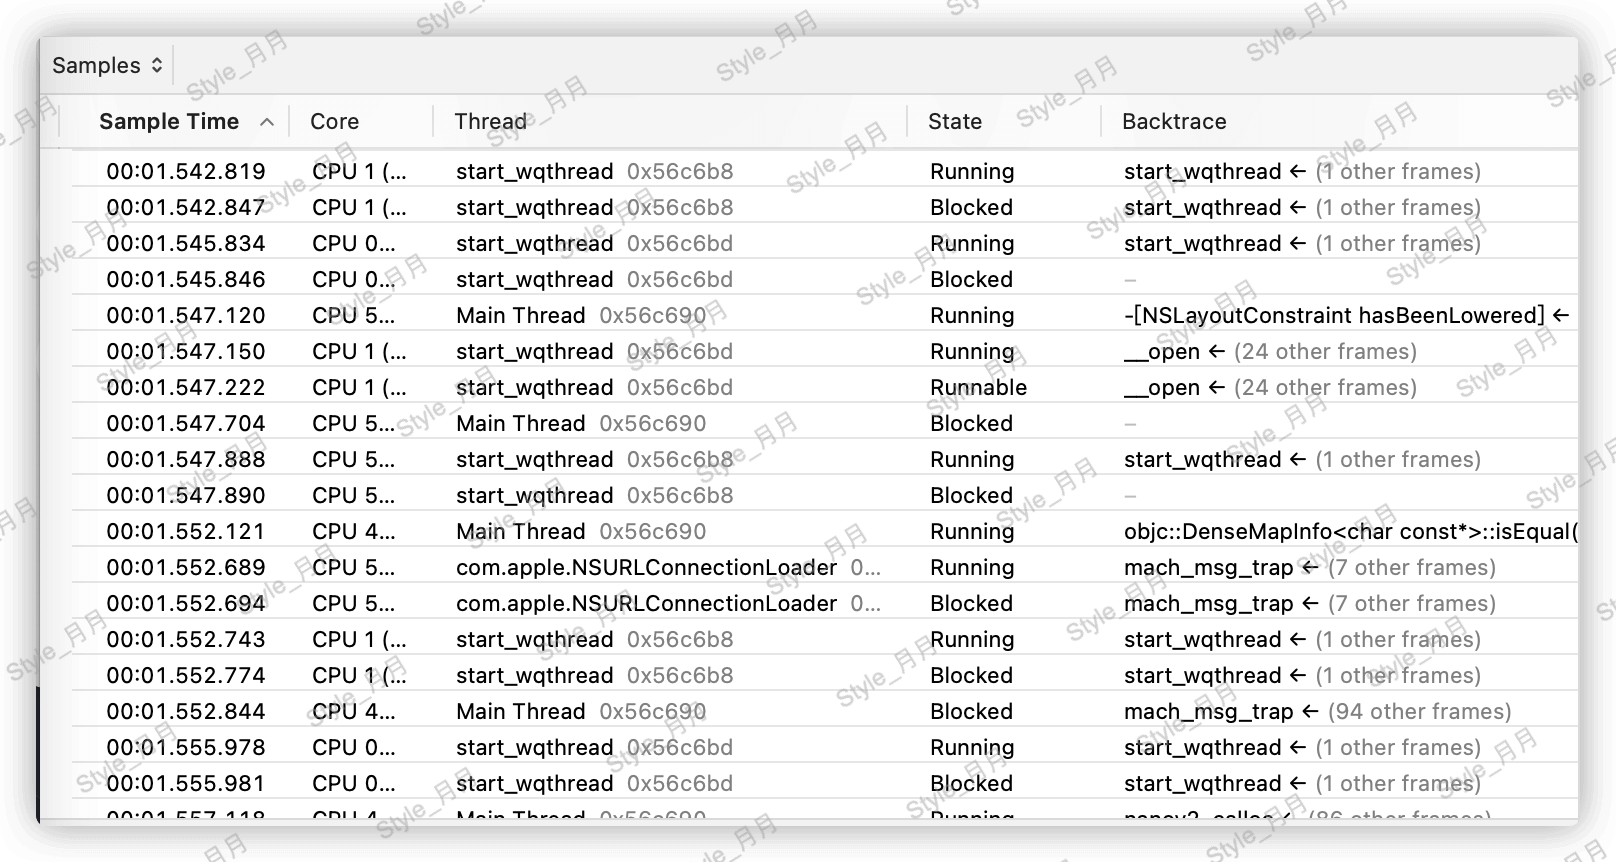 Samples
Sample Time Core Thread State Backtrace
00:01.542.819 CPU 1 (... start_wqthread 0x56c6b8 Running start_wqthread ← (1 other frames)
00:01.542.847 CPU 1 (... start_wqthread 0x56c6b8 Blocked start_wqthread ← (1 other frames)
00:01.545.834 CPU 0... start_wqthread 0x56c6bd Running start_wqthread ← (1 other frames)
00:01.545.846 CPU 0... start_wqthread 0x56c6bd Blocked –
00:01.547.120 CPU 5... Main Thread 0x56c690 Running -[NSLayoutConstraint hasBeenLowered] ←
00:01.547.150 CPU 1 (... start_wqthread 0x56c6bd Running __open ← (24 other frames)
00:01.547.222 CPU 1 (... start_wqthread 0x56c6bd Runnable __open ← (24 other frames)
00:01.547.704 CPU 5... Main Thread 0x56c690 Blocked –
00:01.547.888 CPU 5... start_wqthread 0x56c6b8 Running start_wqthread ← (1 other frames)
00:01.547.890 CPU 5... start_wqthread 0x56c6b8 Blocked –
00:01.552.121 CPU 4... Main Thread 0x56c690 Running objc::DenseMapInfo<char const*>::isEqual(
00:01.552.689 CPU 5... com.apple.NSURLConnectionLoader 0... Running mach_msg_trap ← (7 other frames)
00:01.552.694 CPU 5... com.apple.NSURLConnectionLoader 0... Blocked mach_msg_trap ← (7 other frames)
00:01.552.743 CPU 1 (... start_wqthread 0x56c6b8 Running start_wqthread ← (1 other frames)
00:01.552.774 CPU 1 (... start_wqthread 0x56c6b8 Blocked start_wqthread ← (1 other frames)
00:01.552.844 CPU 4... Main Thread 0x56c690 Blocked mach_msg_trap ← (94 other frames)
00:01.555.978 CPU 0... start_wqthread 0x56c6bd Running start_wqthread ← (1 other frames)
00:01.555.981 CPU 0... start_wqthread 0x56c6bd Blocked start_wqthread ← (1 other frames)
Style_月月